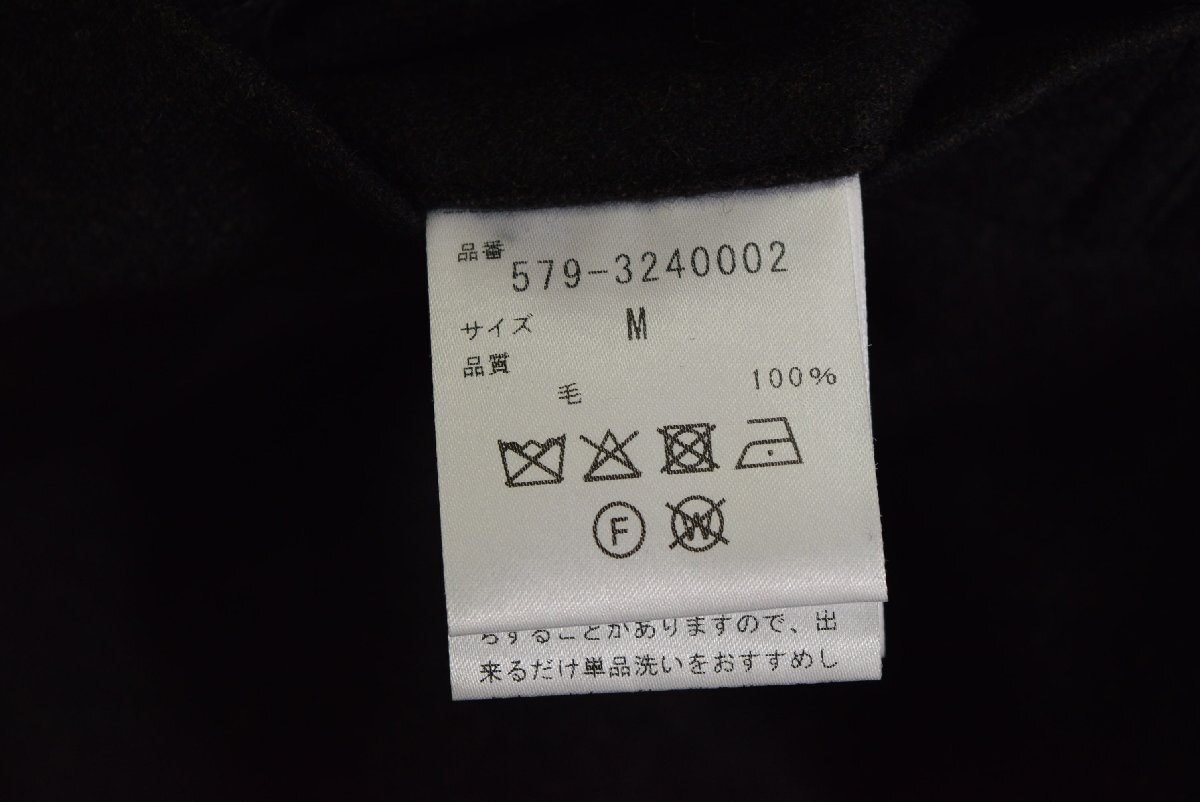 品番 579-3240002
サイズ M
品質
毛 100%
F W
らすることがありますので、出
来るだけ単品洗いをおすすめし